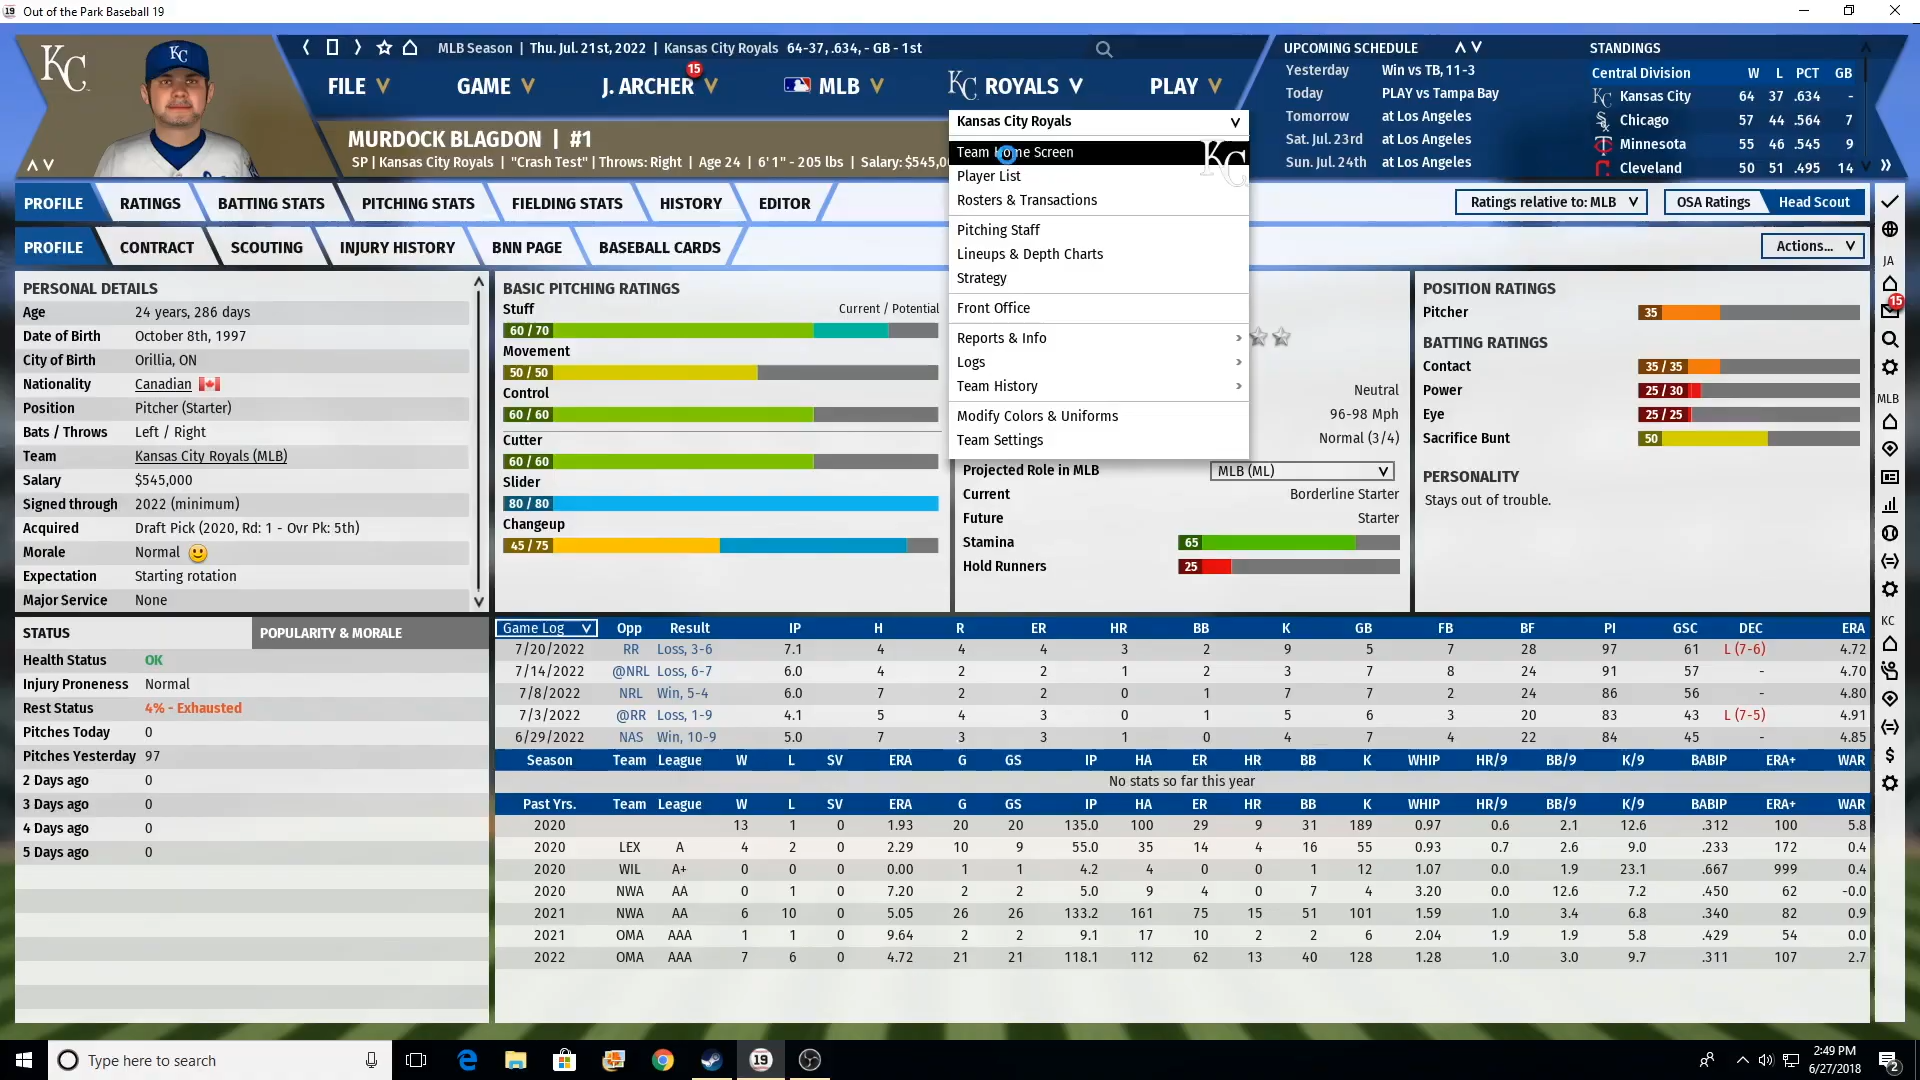 Out of the Park Baseball 19
MLB Season | Thu. Jul. 21st, 2022 | Kansas City Royals 64-37, .634, - GB - 1st
FILE GAME J. ARCHER 15 MLB ROYALS PLAY
UPCOMING SCHEDULE
Yesterday Win vs TB, 11-3
Today PLAY vs Tampa Bay
Tomorrow at Los Angeles
Sat. Jul. 23rd at Los Angeles
Sun. Jul. 24th at Los Angeles
STANDINGS
Central Division W L PCT GB
Kansas City 64 37 .634 -
Chicago 57 44 .564 7
Minnesota 55 46 .545 9
Cleveland 50 51 .495 14
MURDOCK BLAGDON | #1
SP | Kansas City Royals | "Crash Test" | Throws: Right | Age 24 | 6' 1" - 205 lbs | Salary: $545,0
Kansas City Royals
Team Home Screen
Player List
Rosters & Transactions
Pitching Staff
Lineups & Depth Charts
Strategy
Front Office
Reports & Info
Logs
Team History
Modify Colors & Uniforms
Team Settings
PROFILE RATINGS BATTING STATS PITCHING STATS FIELDING STATS HISTORY EDITOR
Ratings relative to: MLB OSA Ratings Head Scout
PROFILE CONTRACT SCOUTING INJURY HISTORY BNN PAGE BASEBALL CARDS
Actions...
PERSONAL DETAILS
Age 24 years, 286 days
Date of Birth October 8th, 1997
City of Birth Orillia, ON
Nationality Canadian
Position Pitcher (Starter)
Bats / Throws Left / Right
Team Kansas City Royals (MLB)
Salary $545,000
Signed through 2022 (minimum)
Acquired Draft Pick (2020, Rd: 1 - Ovr Pk: 5th)
Morale Normal
Expectation Starting rotation
Major Service None
BASIC PITCHING RATINGS
Stuff Current / Potential
60 / 70
Movement
50 / 50
Control
60 / 60
Cutter
60 / 60
Slider
80 / 80
Changeup
45 / 75
Neutral
96-98 Mph
Normal (3/4)
Projected Role in MLB MLB (ML)
Current Borderline Starter
Future Starter
Stamina 65
Hold Runners 25
POSITION RATINGS
Pitcher 35
BATTING RATINGS
Contact 35 / 35
Power 25 / 30
Eye 25 / 25
Sacrifice Bunt 50
PERSONALITY
Stays out of trouble.
JA
15
MLB
KC
STATUS POPULARITY & MORALE
Health Status OK
Injury Proneness Normal
Rest Status 4% - Exhausted
Pitches Today 0
Pitches Yesterday 97
2 Days ago 0
3 Days ago 0
4 Days ago 0
5 Days ago 0
Game Log Opp Result IP H R ER HR BB K GB FB BF PI GSC DEC ERA
7/20/2022 RR Loss, 3-6 7.1 4 4 4 3 2 9 5 7 28 97 61 L (7-6) 4.72
7/14/2022 @NRL Loss, 6-7 6.0 4 2 2 1 2 3 7 8 24 91 57 - 4.70
7/8/2022 NRL Win, 5-4 6.0 7 2 2 0 1 7 7 2 24 86 56 - 4.80
7/3/2022 @RR Loss, 1-9 4.1 5 4 3 0 1 5 6 3 20 83 43 L (7-5) 4.91
6/29/2022 NAS Win, 10-9 5.0 7 3 3 1 0 4 7 4 22 84 45 - 4.85
Season Team League W L SV ERA G GS IP HA ER HR BB K WHIP HR/9 BB/9 K/9 BABIP ERA+ WAR
No stats so far this year
Past Yrs. Team League W L SV ERA G GS IP HA ER HR BB K WHIP HR/9 BB/9 K/9 BABIP ERA+ WAR
2020 13 1 0 1.93 20 20 135.0 100 29 9 31 189 0.97 0.6 2.1 12.6 .312 100 5.8
2020 LEX A 4 2 0 2.29 10 9 55.0 35 14 4 16 55 0.93 0.7 2.6 9.0 .233 172 0.4
2020 WIL A+ 0 0 0 0.00 1 1 4.2 4 0 0 1 12 1.07 0.0 1.9 23.1 .667 999 0.4
2020 NWA AA 0 1 0 7.20 2 2 5.0 9 4 0 7 4 3.20 0.0 12.6 7.2 .450 62 -0.0
2021 NWA AA 6 10 0 5.05 26 26 133.2 161 75 15 51 101 1.59 1.0 3.4 6.8 .340 82 0.9
2021 OMA AAA 1 1 0 9.64 2 2 9.1 17 10 2 2 6 2.04 1.9 1.9 5.8 .429 54 0.0
2022 OMA AAA 7 6 0 4.72 21 21 118.1 112 62 13 40 128 1.28 1.0 3.0 9.7 .311 107 2.7
Type here to search
19
2:49 PM
6/27/2018
2